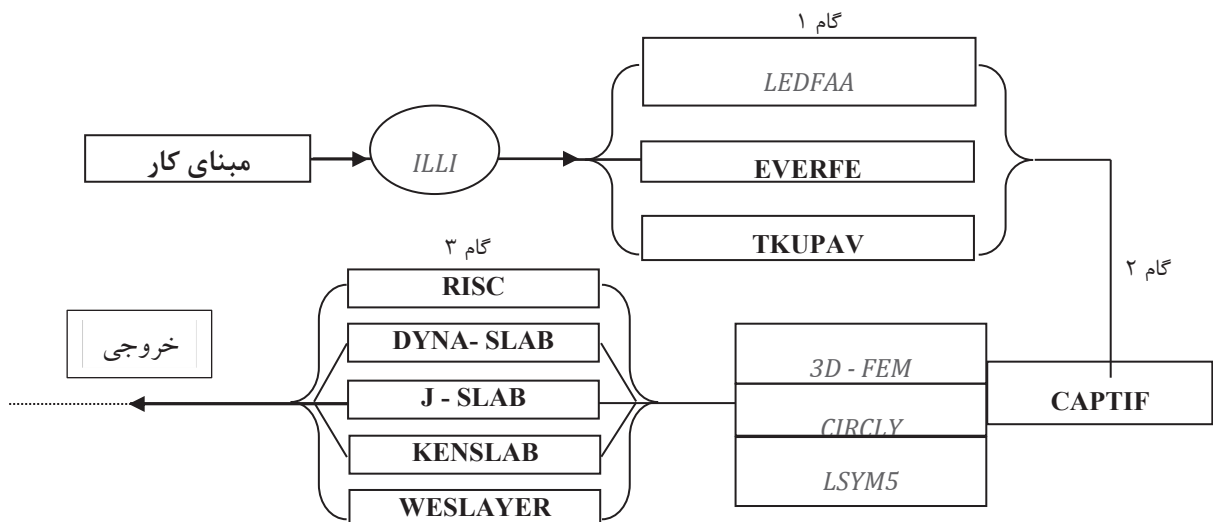 گام ۱
LEDFAA
مبنای کار
ILLI
EVERFE
TKUPAV
گام ۲
گام ۳
RISC
DYNA- SLAB
J - SLAB
KENSLAB
WESLAYER
3D - FEM
CIRCLY
LSYM5
CAPTIF
خروجی